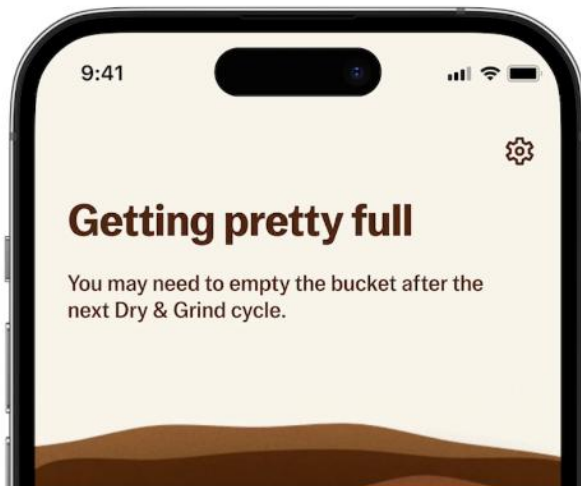 9:41
Getting pretty full
You may need to empty the bucket after the
next Dry & Grind cycle.